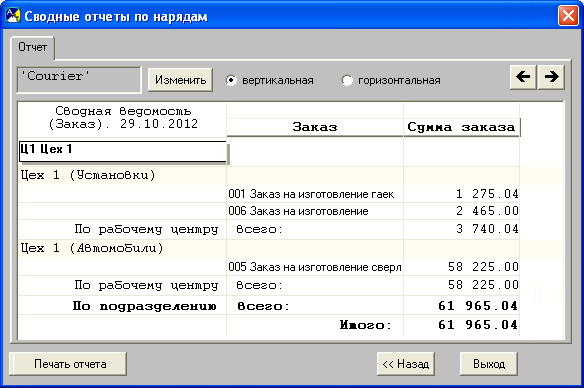 Сводные отчеты по нарядам
Отчет
'Courier' Изменить вертикальная горизонтальная
Сводная ведомость
(Заказ). 29.10.2012 Заказ Сумма заказа
Ц1 Цех 1
Цех 1 (Установки)
001 Заказ на изготовление гаек 1 275.04
006 Заказ на изготовление 2 465.00
По рабочему центру всего: 3 740.04
Цех 1 (Автомобили)
005 Заказ на изготовление сверл 58 225.00
По рабочему центру всего: 58 225.00
По подразделению всего: 61 965.04
Итого: 61 965.04
Печать отчета << Назад Выход